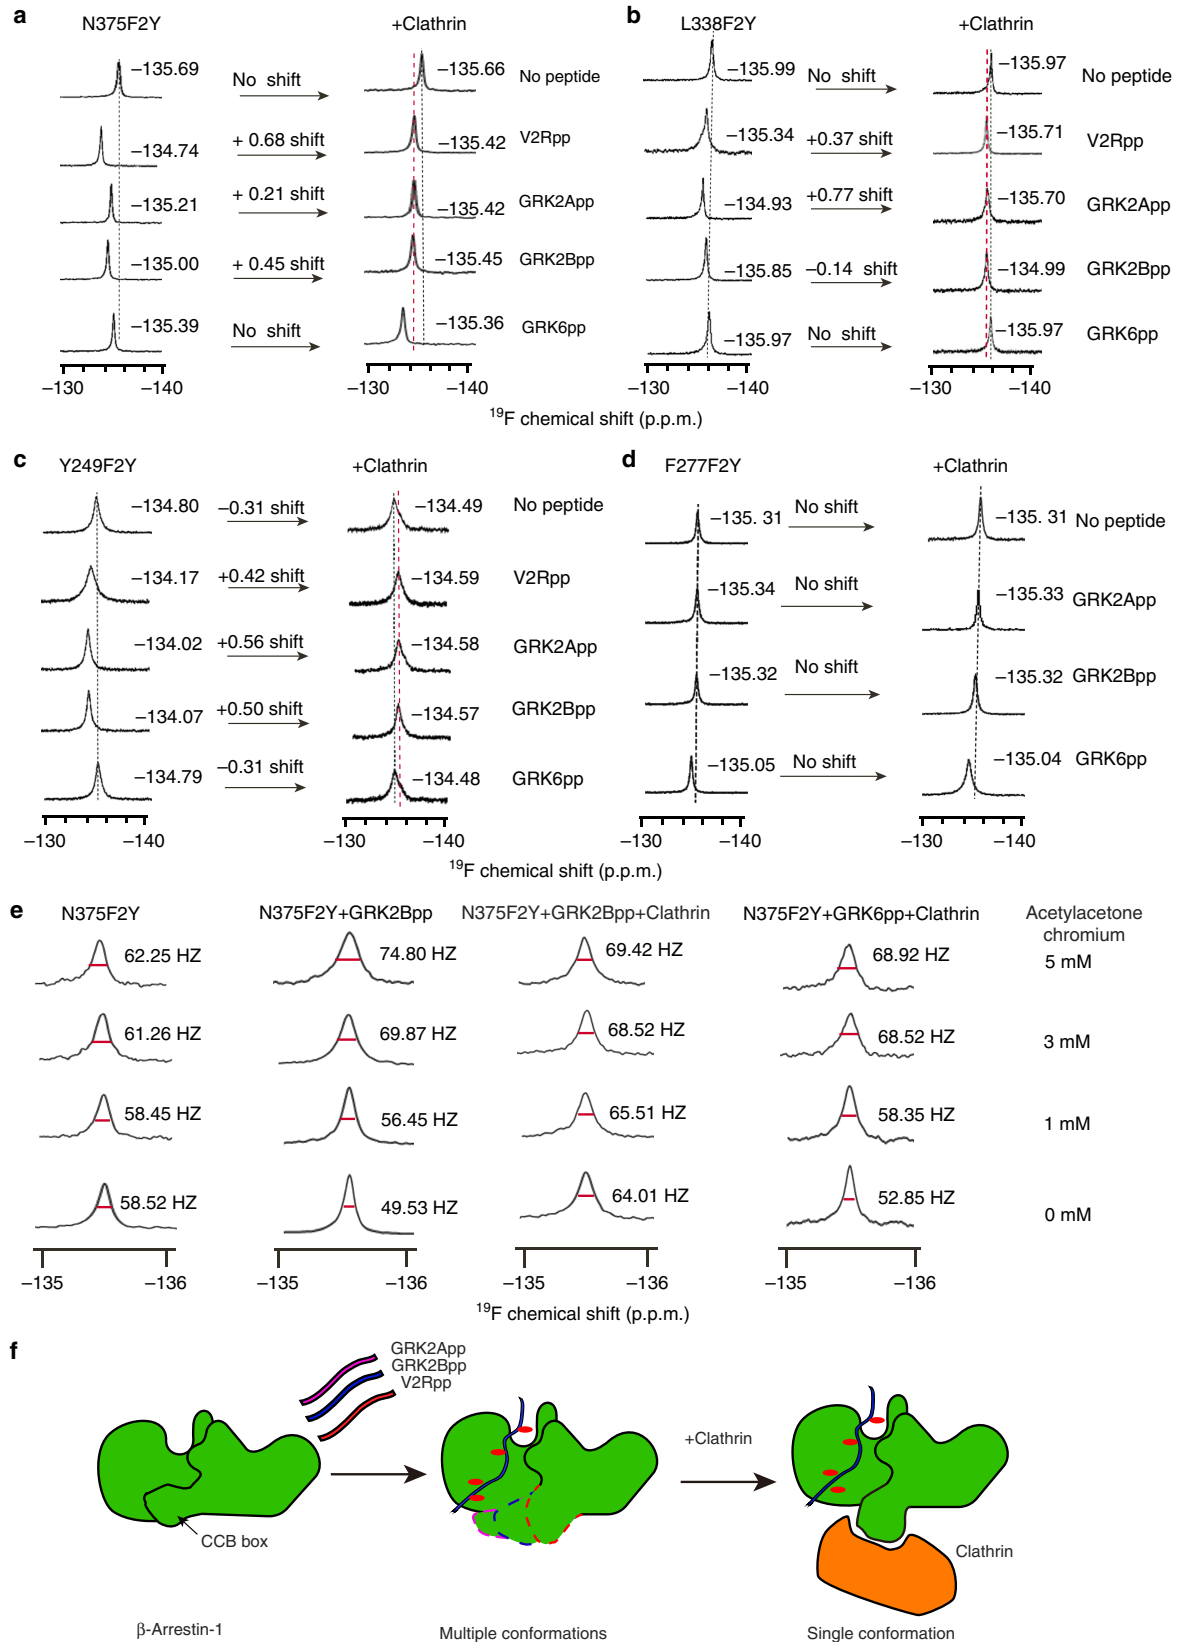 a
N375F2Y
+Clathrin
−135.69
No shift
−135.66
No peptide
−134.74
+ 0.68 shift
−135.42
V2Rpp
−135.21
+ 0.21 shift
−135.42
GRK2App
−135.00
+ 0.45 shift
−135.45
GRK2Bpp
−135.39
No shift
−135.36
GRK6pp
−130
−140
−130
−140
b
L338F2Y
+Clathrin
−135.99
No shift
−135.97
No peptide
−135.34
+0.37 shift
−135.71
V2Rpp
−134.93
+0.77 shift
−135.70
GRK2App
−135.85
−0.14 shift
−134.99
GRK2Bpp
−135.97
No shift
−135.97
GRK6pp
−130
−140
−130
−140
19F chemical shift (p.p.m.)
c
Y249F2Y
+Clathrin
−134.80
−0.31 shift
−134.49
No peptide
−134.17
+0.42 shift
−134.59
V2Rpp
−134.02
+0.56 shift
−134.58
GRK2App
−134.07
+0.50 shift
−134.57
GRK2Bpp
−134.79
−0.31 shift
−134.48
GRK6pp
−130
−140
−130
−140
d
F277F2Y
+Clathrin
−135. 31
No shift
−135. 31
No peptide
−135.34
No shift
−135.33
GRK2App
−135.32
No shift
−135.32
GRK2Bpp
−135.05
No shift
−135.04
GRK6pp
−130
−140
−130
−140
19F chemical shift (p.p.m.)
e
N375F2Y
N375F2Y+GRK2Bpp
N375F2Y+GRK2Bpp+Clathrin
N375F2Y+GRK6pp+Clathrin
Acetylacetone
chromium
62.25 HZ
74.80 HZ
69.42 HZ
68.92 HZ
5 mM
61.26 HZ
69.87 HZ
68.52 HZ
68.52 HZ
3 mM
58.45 HZ
56.45 HZ
65.51 HZ
58.35 HZ
1 mM
58.52 HZ
49.53 HZ
64.01 HZ
52.85 HZ
0 mM
−135
−136
−135
−136
−135
−136
−135
−136
19F chemical shift (p.p.m.)
f
GRK2App
GRK2Bpp
V2Rpp
+Clathrin
CCB box
Clathrin
β-Arrestin-1
Multiple conformations
Single conformation